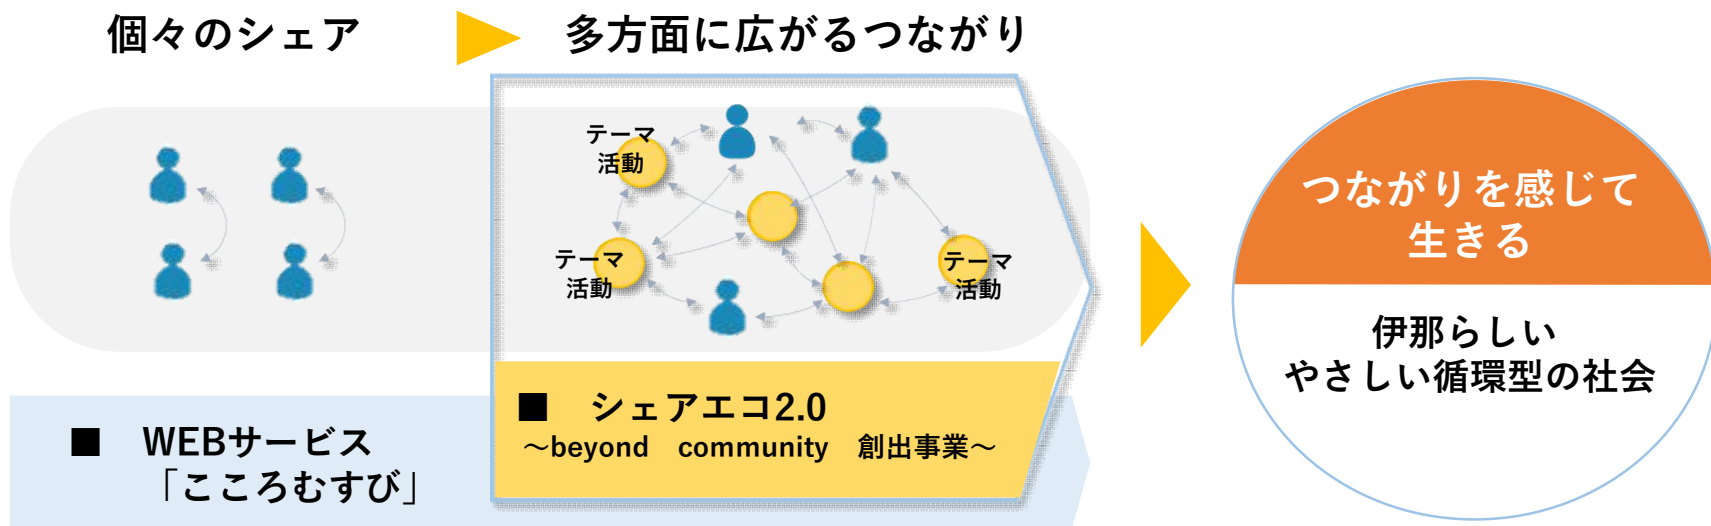 個々のシェア
多方面に広がるつながり
テーマ
活動
テーマ
活動
テーマ
活動
■　シェアエコ2.0
～beyond　community　創出事業～
■　WEBサービス
「こころむすび」
つながりを感じて
生きる
伊那らしい
やさしい循環型の社会